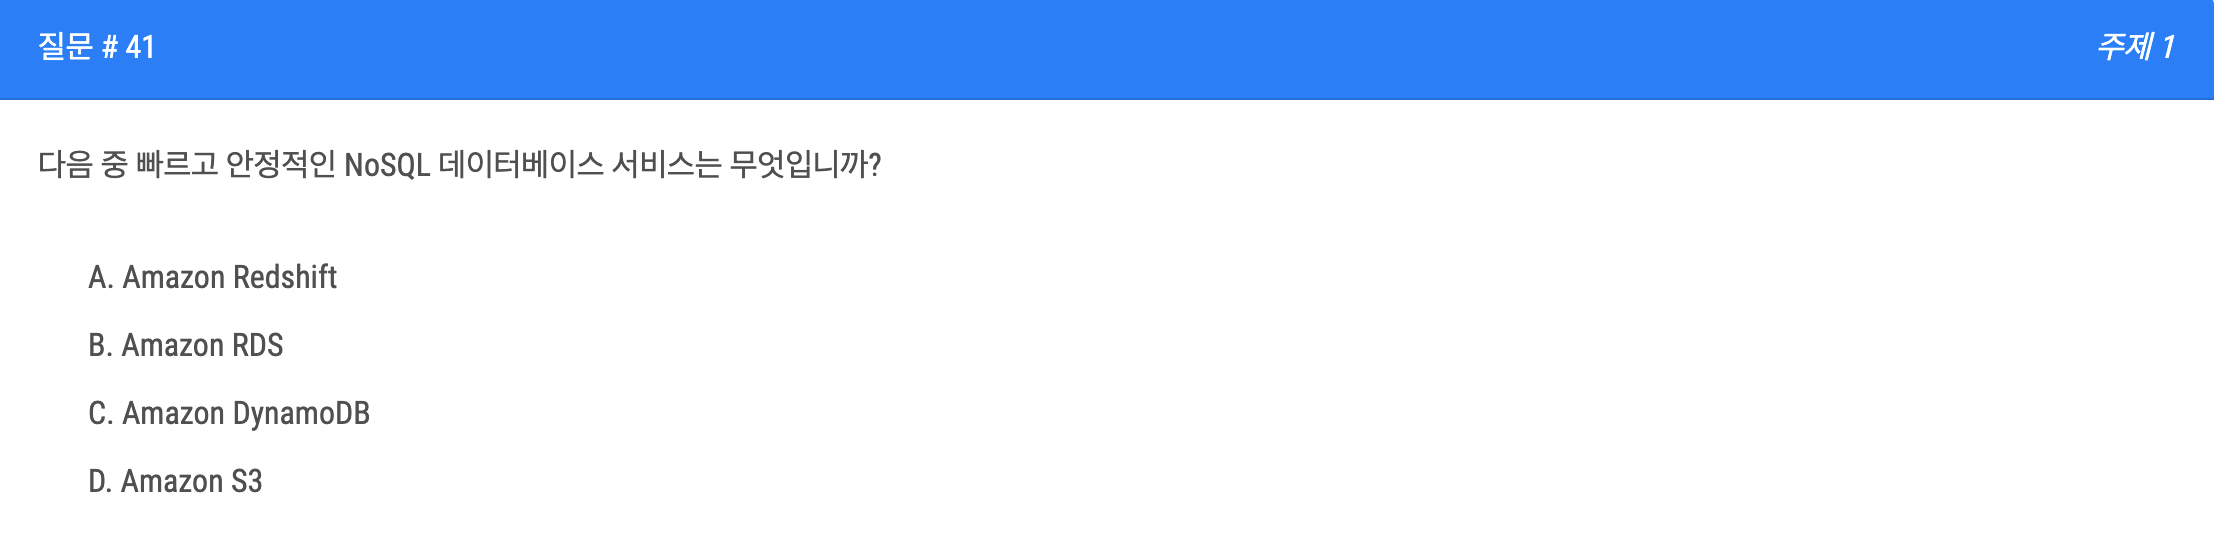 질문 # 41
주제 1
다음 중 빠르고 안정적인 NoSQL 데이터베이스 서비스는 무엇입니까?
A. Amazon Redshift
B. Amazon RDS
C. Amazon DynamoDB
D. Amazon S3